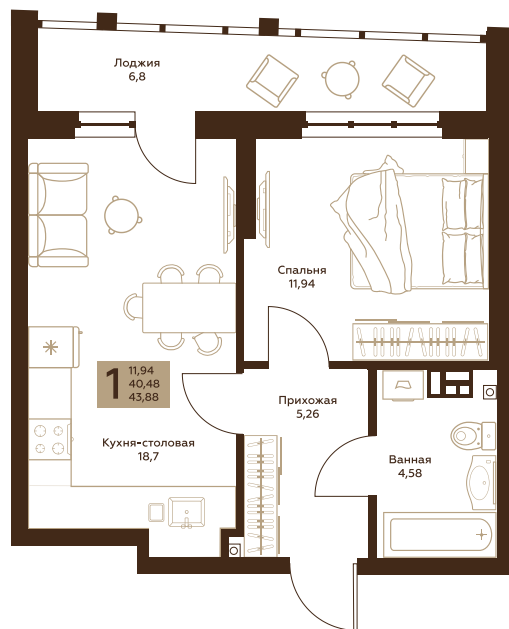 Лоджия
6,8
Спальня
11,94
1
11,94
40,48
43,88
Прихожая
5,26
Кухня-столовая
18,7
Ванная
4,58